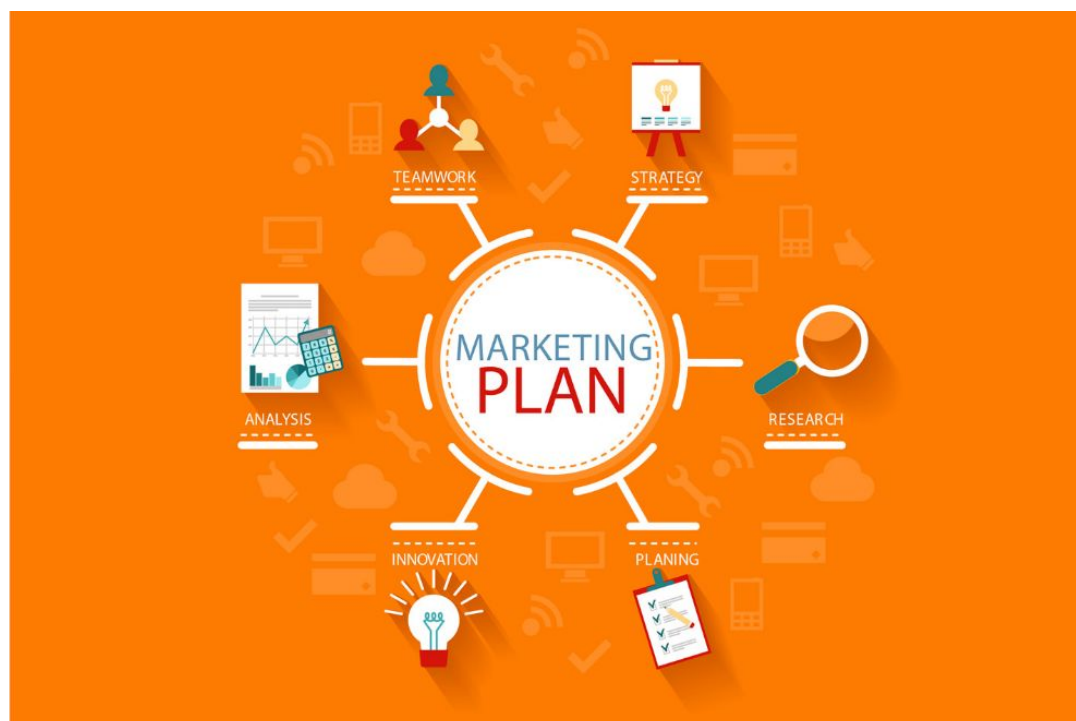 TEAMWORK
STRATEGY
MARKETING
PLAN
ANALYSIS
RESEARCH
INNOVATION
PLANING